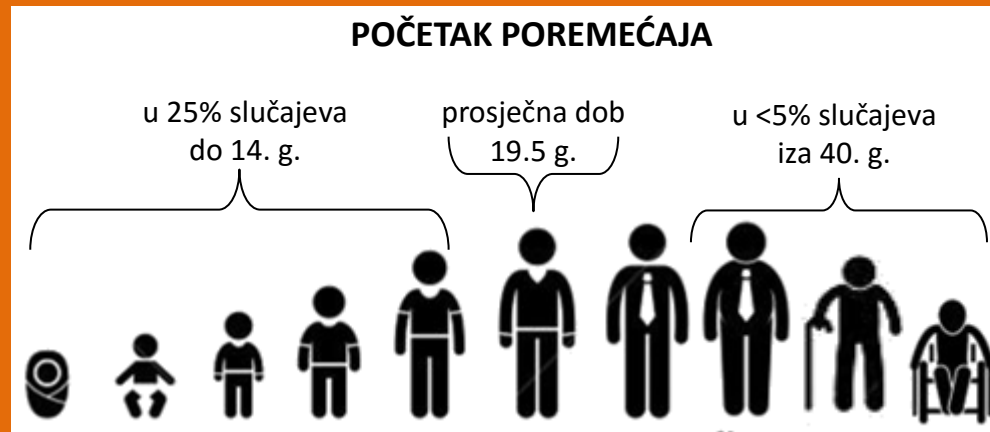 POČETAK POREMEĆAJA
u 25% slučajeva
do 14. g.
prosječna dob
19.5 g.
u <5% slučajeva
iza 40. g.